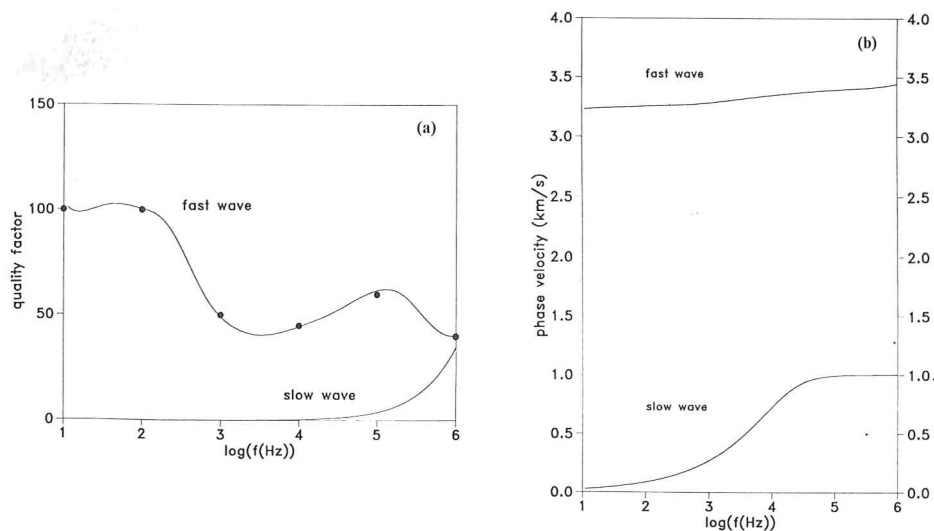 (a)
150
100
50
0
quality factor
fast wave
slow wave
1 2 3 4 5 6
log(f(Hz))
(b)
4.0
3.5
3.0
2.5
2.0
1.5
1.0
0.5
0.0
phase velocity (km/s)
fast wave
slow wave
4.0
3.5
3.0
2.5
2.0
1.5
1.0
0.5
0.0
1 2 3 4 5 6
log(f(Hz))